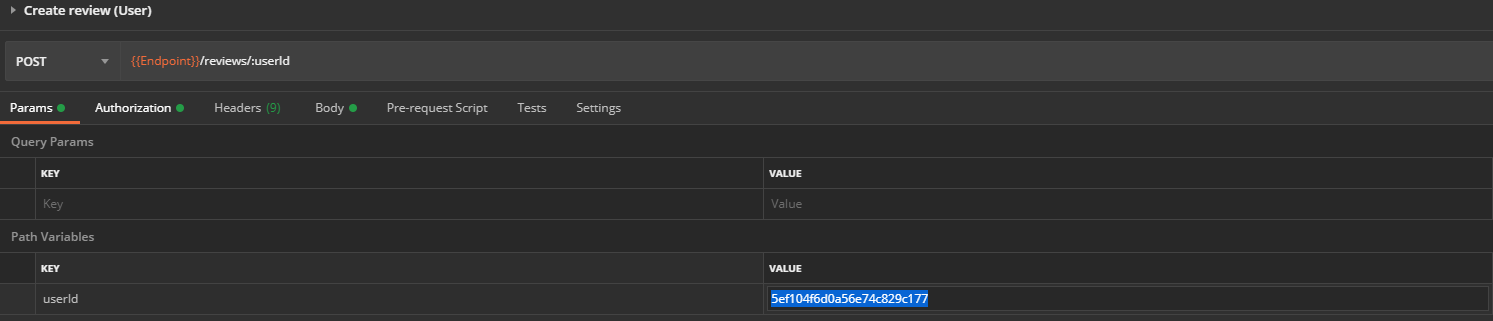 Create review (User)
POST {{Endpoint}}/reviews/:userId
Params Authorization Headers (9) Body Pre-request Script Tests Settings
Query Params
KEY VALUE
Key Value
Path Variables
KEY VALUE
userId 5ef104f6d0a56e74c829c177